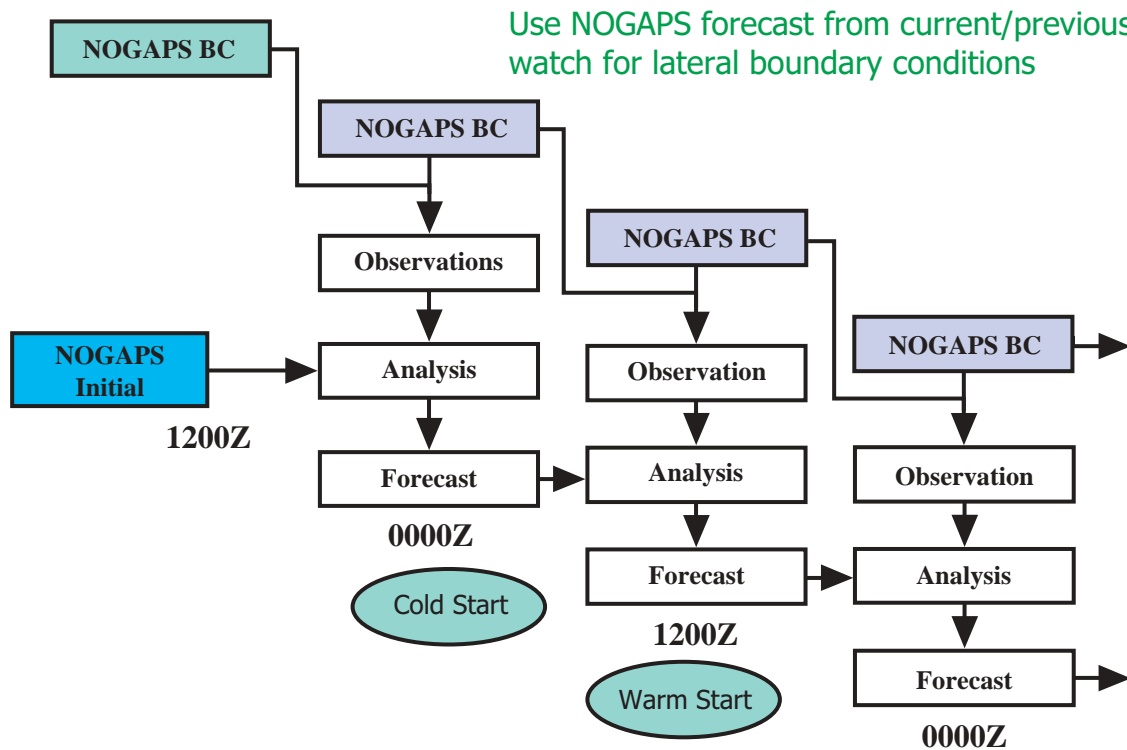 Use NOGAPS forecast from current/previous
watch for lateral boundary conditions
NOGAPS BC
NOGAPS BC
NOGAPS BC
NOGAPS BC
Observations
NOGAPS
Initial
1200Z
Analysis
Forecast
0000Z
Cold Start
Observation
Analysis
Forecast
1200Z
Warm Start
Observation
Analysis
Forecast
0000Z